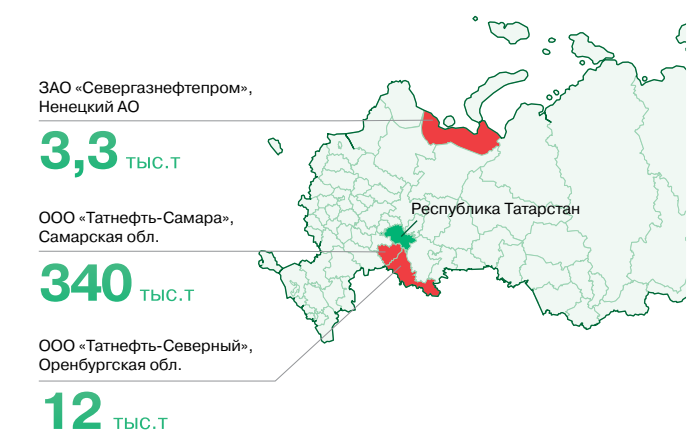 ЗАО «Севергазнефтепром»,
Ненецкий АО
3,3 тыс.т
Республика Татарстан
ООО «Татнефть-Самара»,
Самарская обл.
340 тыс.т
ООО «Татнефть-Северный»,
Оренбургская обл.
12 тыс.т